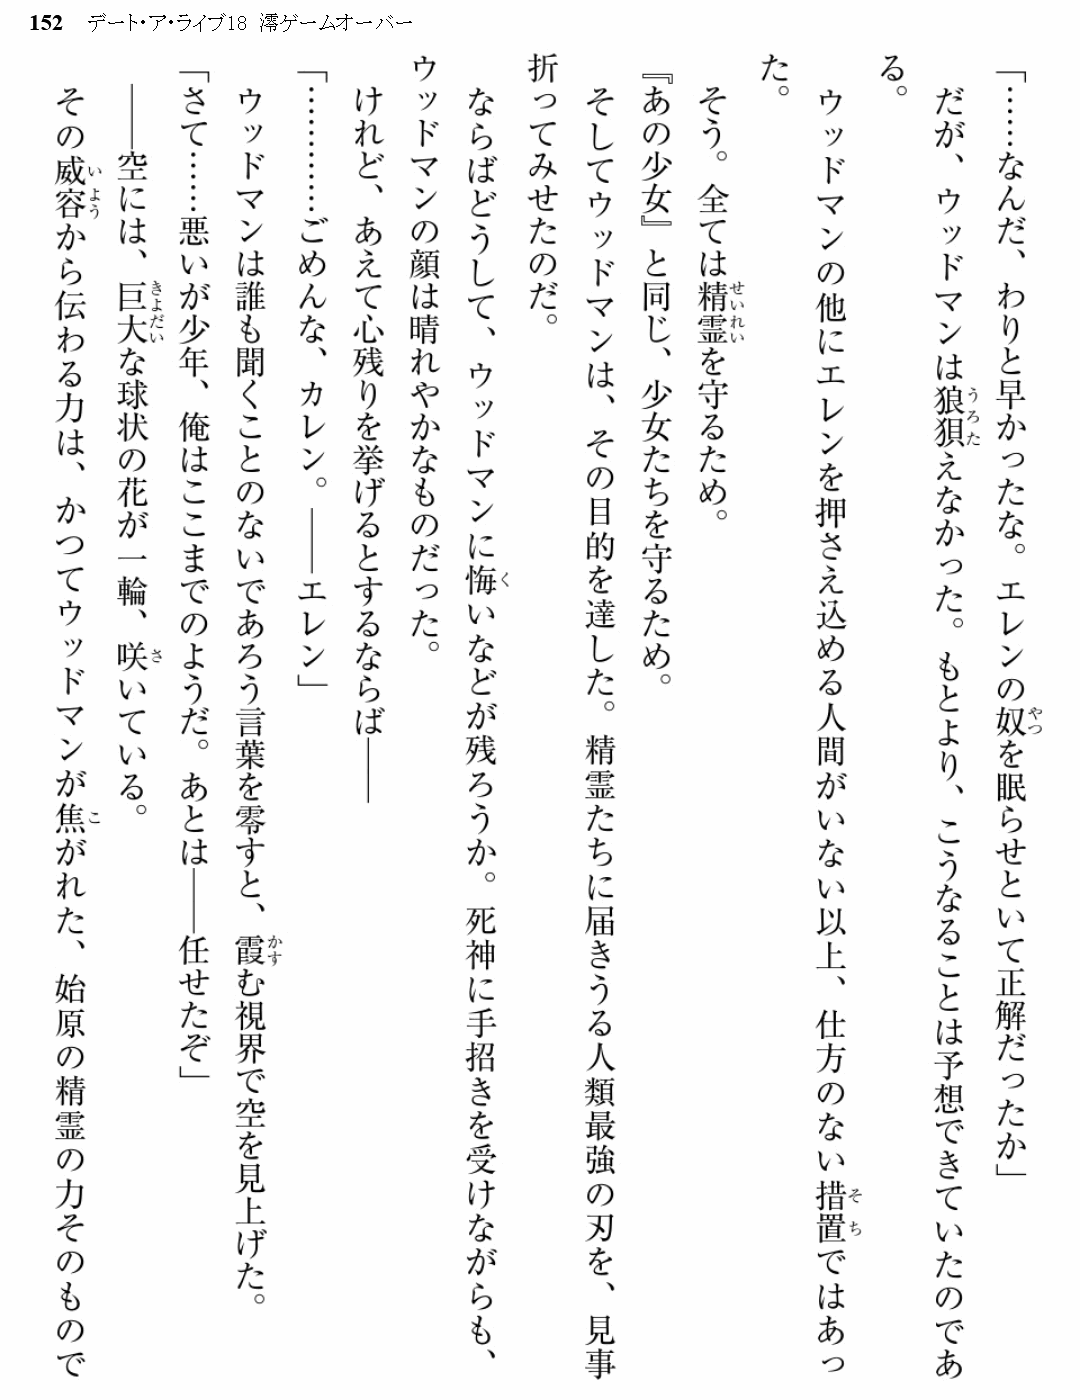 152 デート・ア・ライブ18 澪ゲームオーバー
「……なんだ、わりと早かったな。エレンの奴を眠らせといて正解だったか」
だが、ウッドマンは狼狽えなかった。もとより、こうなることは予想できていたのであ
る。
ウッドマンの他にエレンを押さえ込める人間がいない以上、仕方のない措置ではあっ
た。
そう。全ては精霊を守るため。
『あの少女』と同じ、少女たちを守るため。
そしてウッドマンは、その目的を達した。精霊たちに届きうる人類最強の刃を、見事
折ってみせたのだ。
ならばどうして、ウッドマンに悔いなどが残ろうか。死神に手招きを受けながらも、
ウッドマンの顔は晴れやかなものだった。
けれど、あえて心残りを挙げるとするならば――
「…………ごめんな、カレン。――エレン」
ウッドマンは誰も聞くことのないであろう言葉を零すと、霞む視界で空を見上げた。
「さて……悪いが少年、俺はここまでのようだ。あとは――任せたぞ」
――空には、巨大な球状の花が一輪、咲いている。
その威容から伝わる力は、かつてウッドマンが焦がれた、始原の精霊の力そのもので